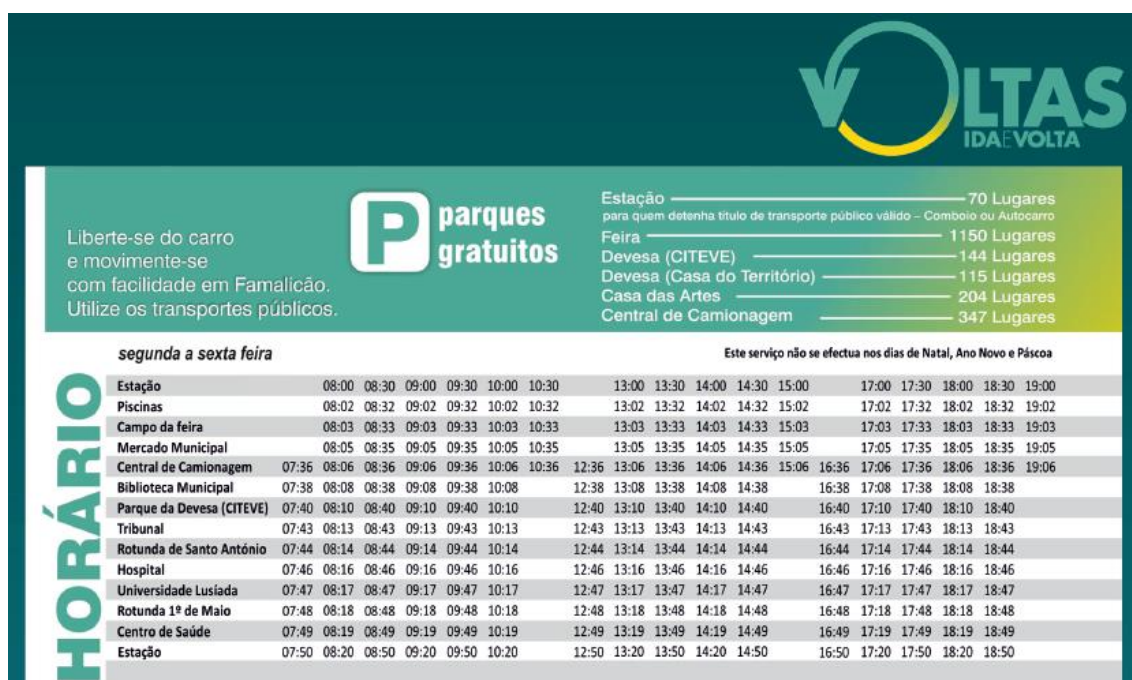 VOLTAS
IDAEVOLTA
Liberte-se do carro
e movimente-se
com facilidade em Famalicão.
Utilize os transportes públicos.
P parques
gratuitos
Estação 70 Lugares
para quem detenha titulo de transporte público válido – Comboio ou Autocarro
Feira 1150 Lugares
Devesa (CITEVE) 144 Lugares
Devesa (Casa do Território) 115 Lugares
Casa das Artes 204 Lugares
Central de Camionagem 347 Lugares
HORÁRIO
segunda a sexta feira Este serviço não se efectua nos dias de Natal, Ano Novo e Páscoa
Estação 08:00 08:30 09:00 09:30 10:00 10:30 13:00 13:30 14:00 14:30 15:00 17:00 17:30 18:00 18:30 19:00
Piscinas 08:02 08:32 09:02 09:32 10:02 10:32 13:02 13:32 14:02 14:32 15:02 17:02 17:32 18:02 18:32 19:02
Campo da feira 08:03 08:33 09:03 09:33 10:03 10:33 13:03 13:33 14:03 14:33 15:03 17:03 17:33 18:03 18:33 19:03
Mercado Municipal 08:05 08:35 09:05 09:35 10:05 10:35 13:05 13:35 14:05 14:35 15:05 17:05 17:35 18:05 18:35 19:05
Central de Camionagem 07:36 08:06 08:36 09:06 09:36 10:06 10:36 12:36 13:06 13:36 14:06 14:36 15:06 16:36 17:06 17:36 18:06 18:36 19:06
Biblioteca Municipal 07:38 08:08 08:38 09:08 09:38 10:08 12:38 13:08 13:38 14:08 14:38 16:38 17:08 17:38 18:08 18:38
Parque da Devesa (CITEVE) 07:40 08:10 08:40 09:10 09:40 10:10 12:40 13:10 13:40 14:10 14:40 16:40 17:10 17:40 18:10 18:40
Tribunal 07:43 08:13 08:43 09:13 09:43 10:13 12:43 13:13 13:43 14:13 14:43 16:43 17:13 17:43 18:13 18:43
Rotunda de Santo António 07:44 08:14 08:44 09:14 09:44 10:14 12:44 13:14 13:44 14:14 14:44 16:44 17:14 17:44 18:14 18:44
Hospital 07:46 08:16 08:46 09:16 09:46 10:16 12:46 13:16 13:46 14:16 14:46 16:46 17:16 17:46 18:16 18:46
Universidade Lusíada 07:47 08:17 08:47 09:17 09:47 10:17 12:47 13:17 13:47 14:17 14:47 16:47 17:17 17:47 18:17 18:47
Rotunda 1º de Maio 07:48 08:18 08:48 09:18 09:48 10:18 12:48 13:18 13:48 14:18 14:48 16:48 17:18 17:48 18:18 18:48
Centro de Saúde 07:49 08:19 08:49 09:19 09:49 10:19 12:49 13:19 13:49 14:19 14:49 16:49 17:19 17:49 18:19 18:49
Estação 07:50 08:20 08:50 09:20 09:50 10:20 12:50 13:20 13:50 14:20 14:50 16:50 17:20 17:50 18:20 18:50